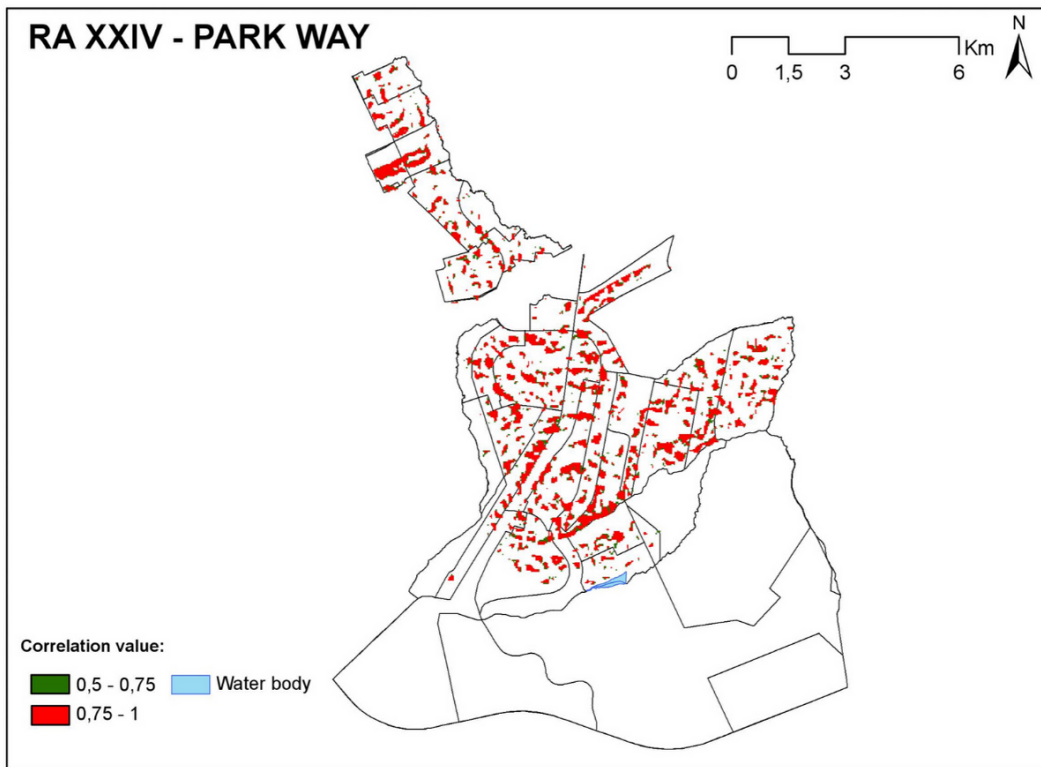 RA XXIV - PARK WAY
N
Km
0 1,5 3 6
Correlation value:
0,5 - 0,75 Water body
0,75 - 1